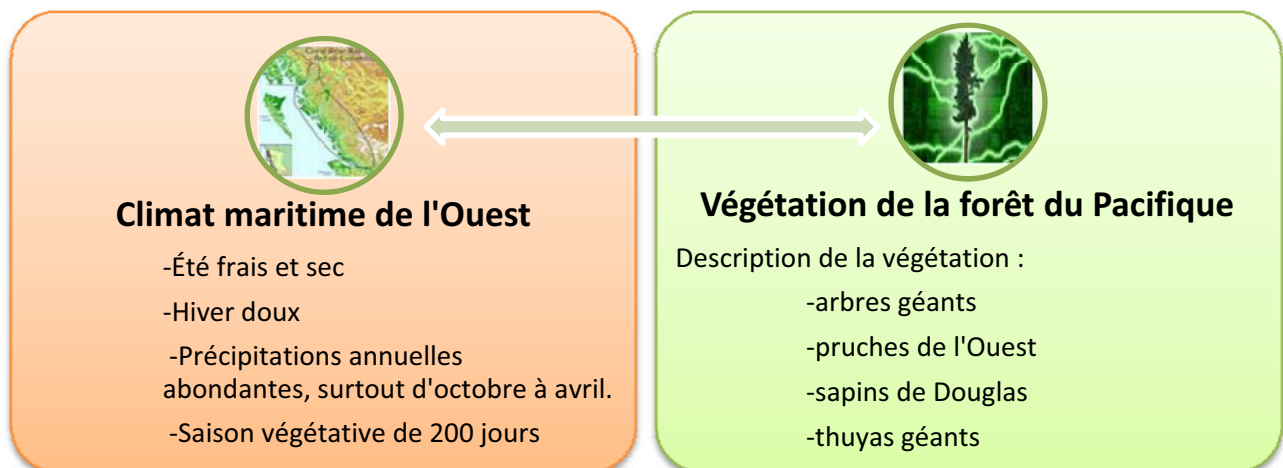 Climat maritime de l'Ouest
-Été frais et sec
-Hiver doux
-Précipitations annuelles
abondantes, surtout d'octobre à avril.
-Saison végétative de 200 jours
Végétation de la forêt du Pacifique
Description de la végétation :
-arbres géants
-pruches de l'Ouest
-sapins de Douglas
-thuyas géants